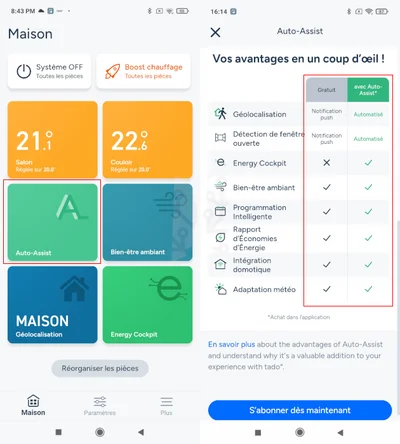 8:43 PM
Maison
Système OFF
Toutes les pièces
Boost chauffage
Toutes les pièces
21.1°
Salon
Réglée sur 20.0°
22.6°
Couloir
Réglée sur 20.0°
Auto-Assist
Bien-être ambiant
MAISON
Géolocalisation
Energy Cockpit
Réorganiser les pièces
Maison
Paramètres
Plus
16:14
Auto-Assist
Vos avantages en un coup d'œil !
Gratuit
avec Auto-
Assist*
Géolocalisation
Notification
push
Automatisé
Détection de fenêtre
ouverte
Notification
push
Automatisé
Energy Cockpit
Bien-être ambiant
Programmation
Intelligente
Rapport
d'Économies
d'Énergie
Intégration
domotique
Adaptation météo
*Achat dans l'application
En savoir plus about the advantages of Auto-Assist
and understand why it's a valuable addition to your
experience with tado°.
S'abonner dès maintenant